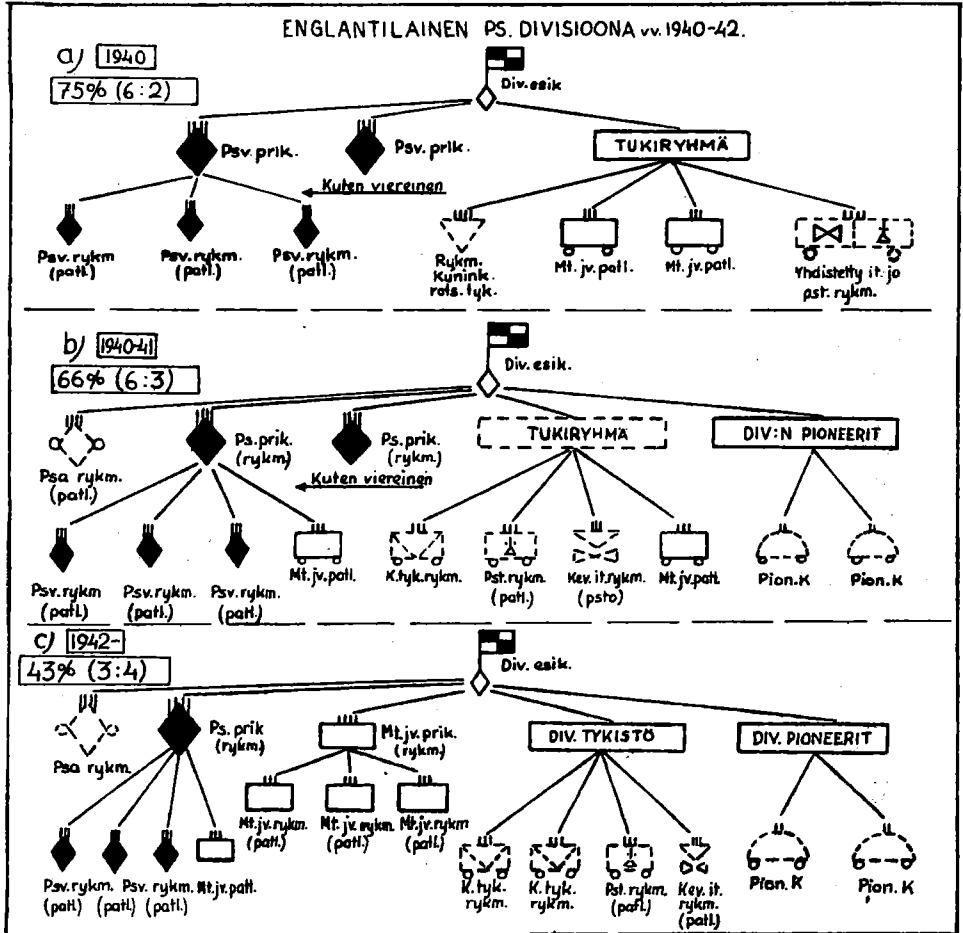 ENGLANTILAINEN PS. DIVISIOONA vv. 1940-42.
a) 1940
75% (6:2)
Div. esik
Psv. prik.
Psv. prik.
TUKIRYHMÄ
Kuten viereinen
Psv. rykm
(patl.)
Psv. rykm.
(patl.)
Psv. rykm.
(patl.)
Rykm.
Kunink.
rats. tyk.
Mt. jv. patl.
Mt. jv. patl.
Yhdistetty it. ja
pst. rykm.
b) 1940-41
66% (6:3)
Div. esik.
Psa rykm.
(patl.)
Ps. prik.
(rykm)
Ps. prik.
(rykm.)
TUKIRYHMÄ
DIV:N PIONEERIT
Kuten viereinen
Psv. rykm
(patl.)
Psv. rykm.
(patl.)
Psv. rykm.
(patl.)
Mt. jv. patl.
K. tyk. rykm.
Pst. rykm.
(patl.)
Kev. it. rykm.
(psto)
Mt. jv. patl.
Pion. K
Pion. K
c) 1942-
43% (3:4)
Div. esik.
Psa rykm.
Ps. prik
(rykm)
Mt. jv. prik.
(rykm.)
DIV. TYKISTÖ
DIV. PIONEERIT
Psv. rykm.
(patl)
Psv. rykm.
(patl)
(patl.)
Mt. jv. patl.
Mt. jv. rykm.
(patl.)
Mt. jv. rykm.
(patl.)
Mt. jv. rykm
(patl.)
K. tyk.
rykm.
K. tyk.
rykm.
Pst. rykm.
(patl.)
Kev. it.
rykm.
(patl.)
Pion. K
Pion. K